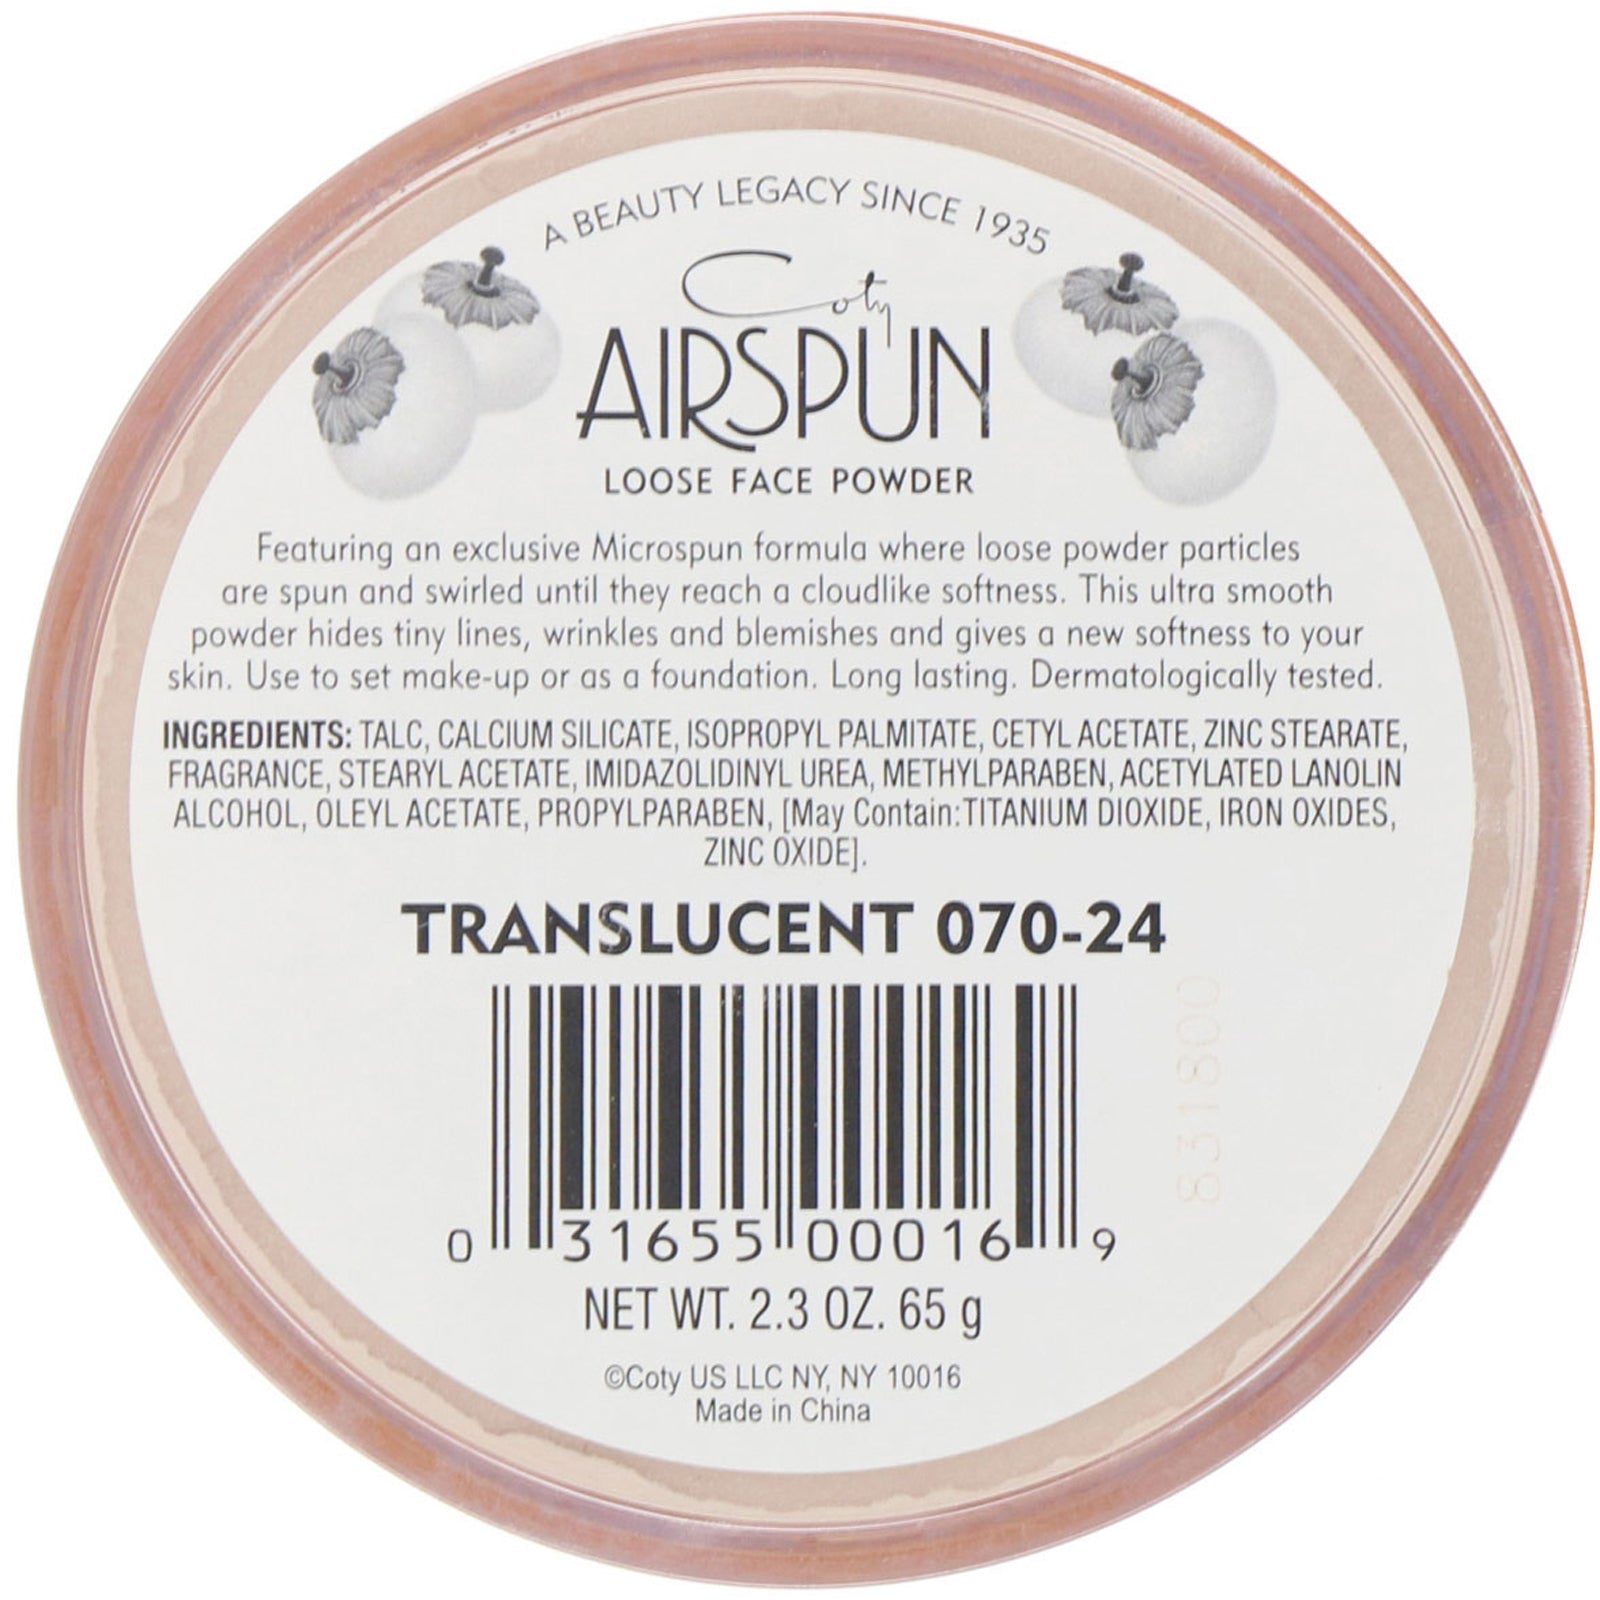 A BEAUTY LEGACY SINCE 1935
Coty
AIRSPUN
LOOSE FACE POWDER
Featuring an exclusive Microspun formula where loose powder particles
are spun and swirled until they reach a cloudlike softness. This ultra smooth
powder hides tiny lines, wrinkles and blemishes and gives a new softness to your
skin. Use to set make-up or as a foundation. Long lasting. Dermatologically tested.
INGREDIENTS: TALC, CALCIUM SILICATE, ISOPROPYL PALMITATE, CETYL ACETATE, ZINC STEARATE,
FRAGRANCE, STEARYL ACETATE, IMIDAZOLIDINYL UREA, METHYLPARABEN, ACETYLATED LANOLIN
ALCOHOL, OLEYL ACETATE, PROPYLPARABEN, [May Contain:TITANIUM DIOXIDE, IRON OXIDES,
ZINC OXIDE].
TRANSLUCENT 070-24
831800
0 31655 00016 9
NET WT. 2.3 OZ. 65 g
©Coty US LLC NY, NY 10016
Made in China